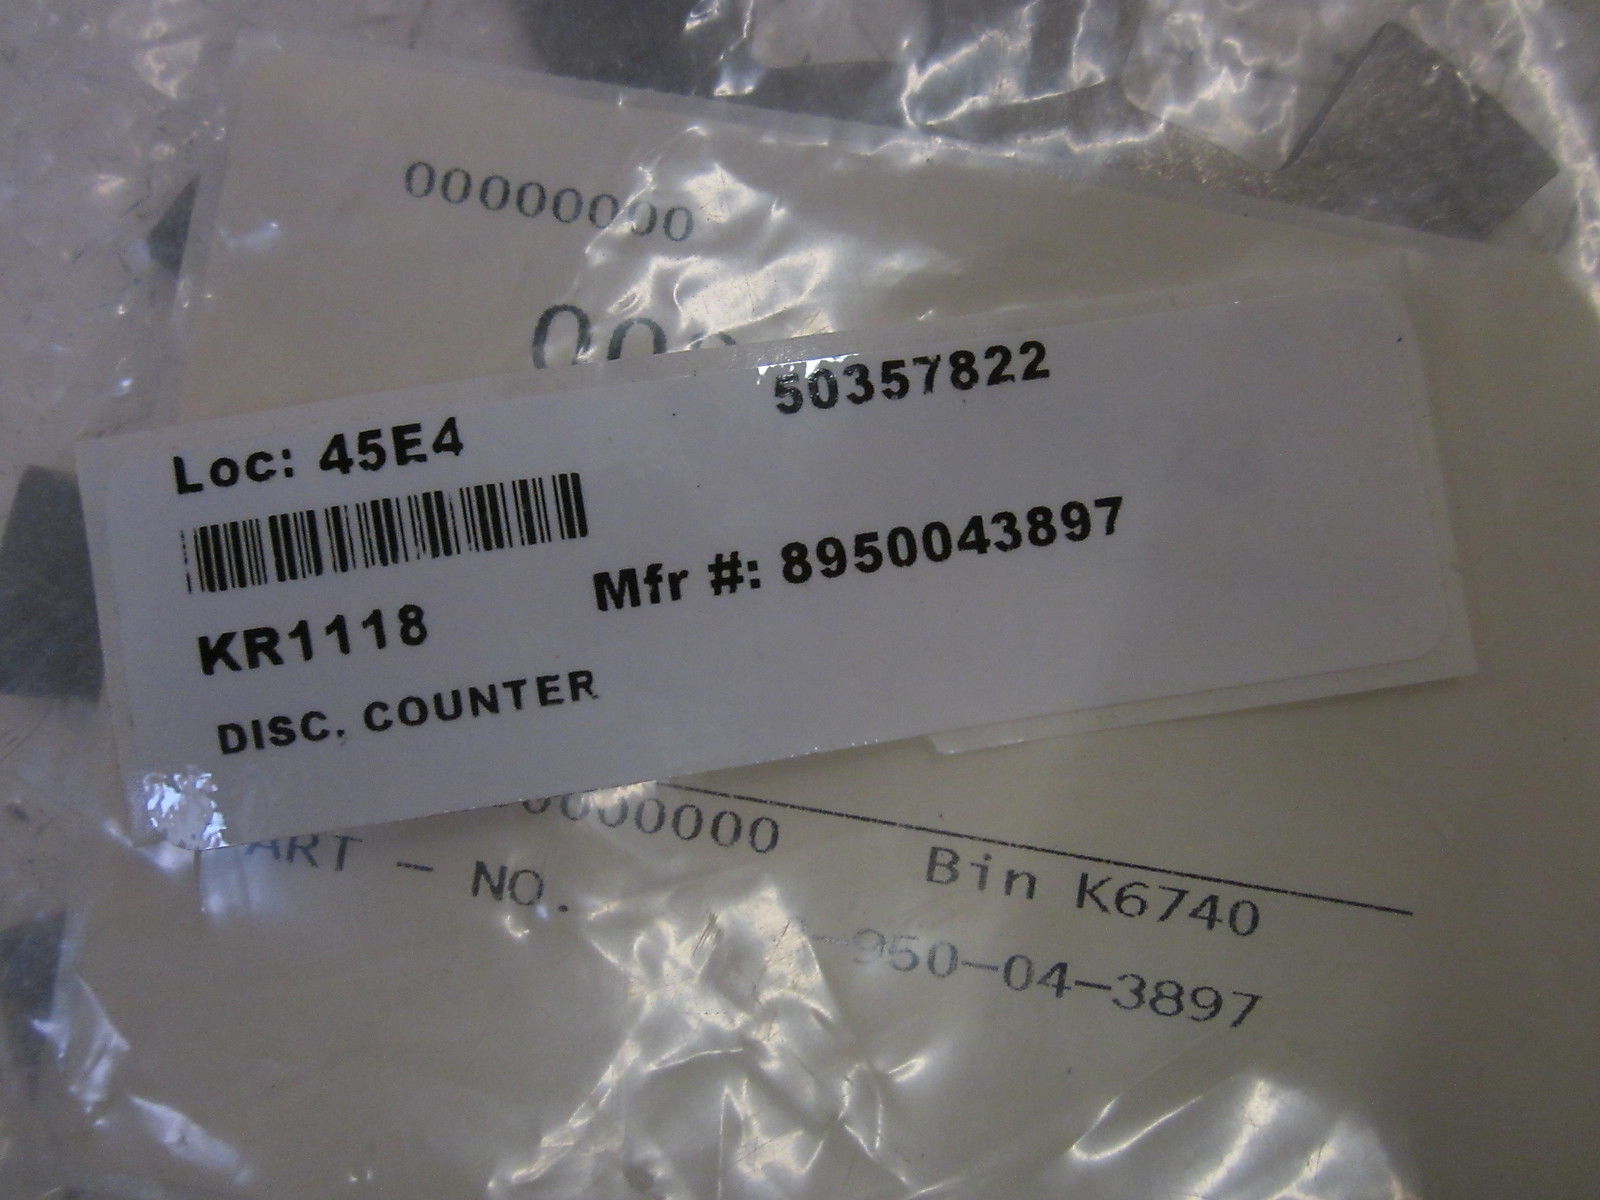 00000000
50357822
Loc: 45E4
Mfr #: 8950043897
KR1118
DISC, COUNTER
0000000
ART - NO.
Bin K6740
-950-04-3897